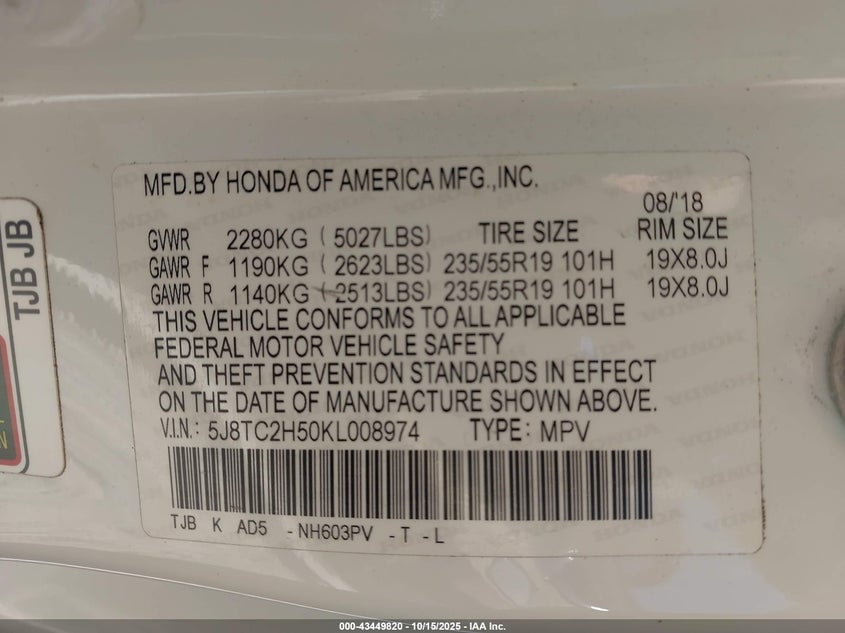 MFD.BY HONDA OF AMERICA MFG.,INC.
08/'18
GVWR 2280KG ( 5027LBS) TIRE SIZE RIM SIZE
GAWR F 1190KG ( 2623LBS) 235/55R19 101H 19X8.0J
GAWR R 1140KG ( 2513LBS) 235/55R19 101H 19X8.0J
THIS VEHICLE CONFORMS TO ALL APPLICABLE
FEDERAL MOTOR VEHICLE SAFETY
AND THEFT PREVENTION STANDARDS IN EFFECT
ON THE DATE OF MANUFACTURE SHOWN ABOVE.
V.I.N.: 5J8TC2H50KL008974 TYPE: MPV
TJB K AD5 -NH603PV -T -L
TJB JB
000-43449820 - 10/15/2025 - IAA Inc.